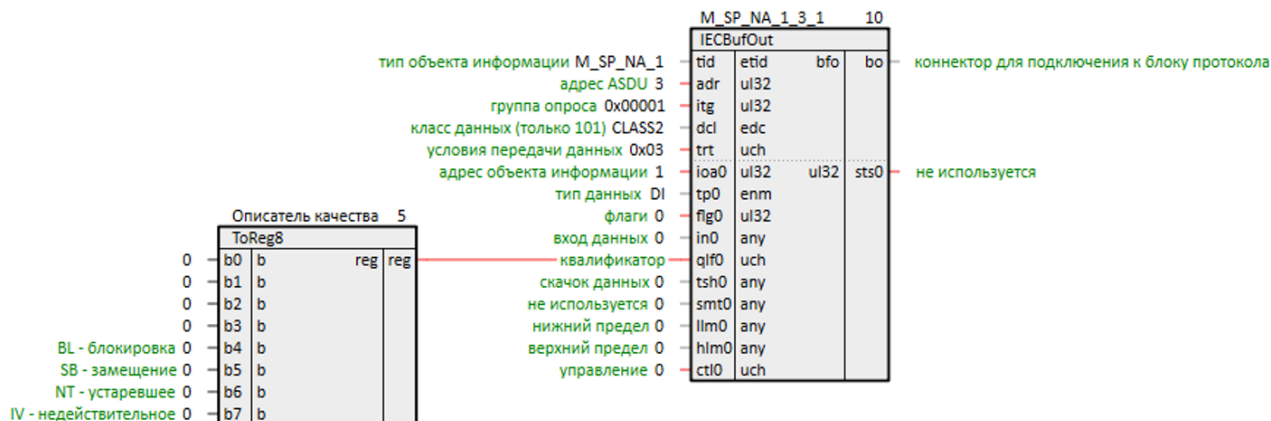 M_SP_NA_1_3_1 10
IECBufOut
тип объекта информации M_SP_NA_1 tid etid bfo bo коннектор для подключения к блоку протокола
адрес ASDU 3 adr ul32
группа опроса 0x00001 itg ul32
класс данных (только 101) CLASS2 dcl edc
условия передачи данных 0x03 trt uch
адрес объекта информации 1 ioa0 ul32 ul32 sts0 не используется
тип данных DI tp0 enm
флаги 0 flg0 ul32
вход данных 0 in0 any
квалификатор qlf0 uch
скачок данных 0 tsh0 any
не используется 0 smt0 any
нижний предел 0 llm0 any
верхний предел 0 hlm0 any
управление 0 ctl0 uch
Описатель качества 5
ToReg8
0 b0 b reg reg
0 b1 b
0 b2 b
0 b3 b
BL - блокировка 0 b4 b
SB - замещение 0 b5 b
NT - устаревшее 0 b6 b
IV - недействительное 0 b7 b